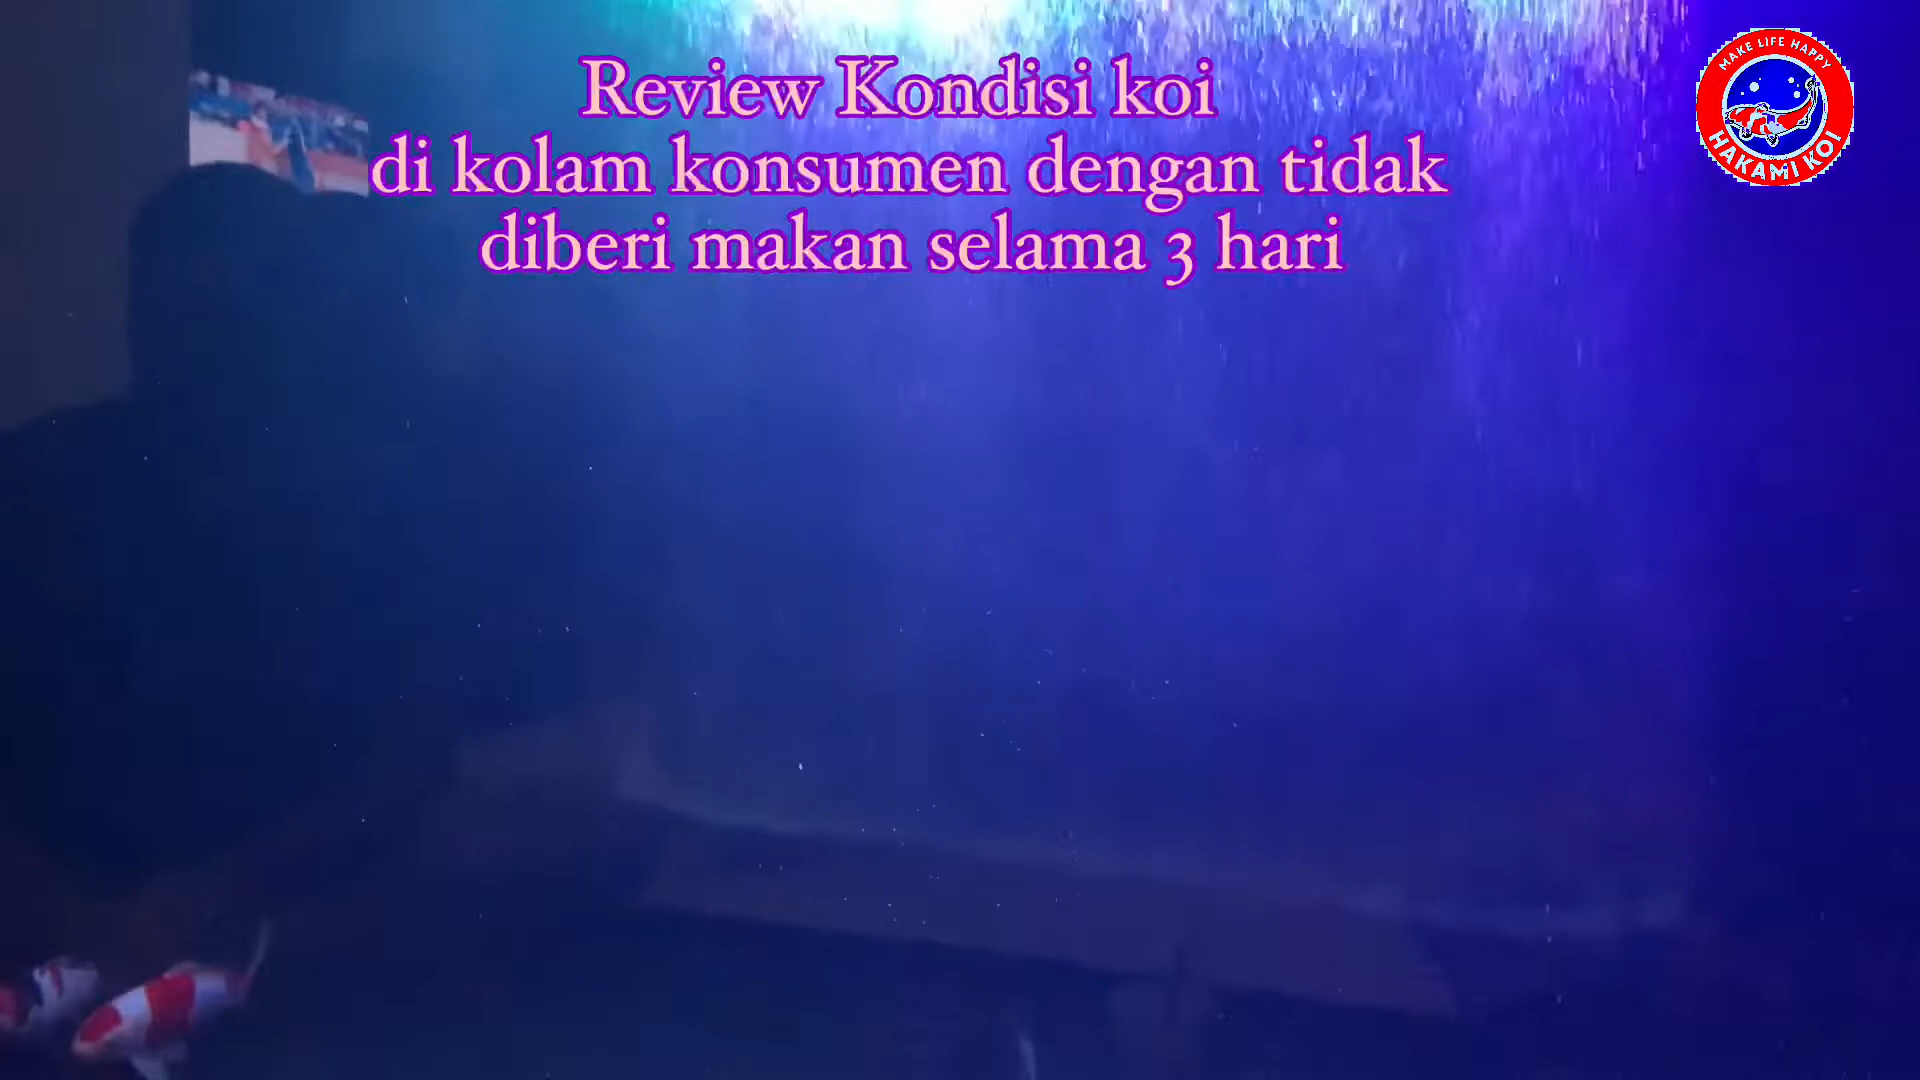 Review Kondisi koi
di kolam konsumen dengan tidak
diberi makan selama 3 hari
MAKE LIFE HAPPY
HAKAMI KOI